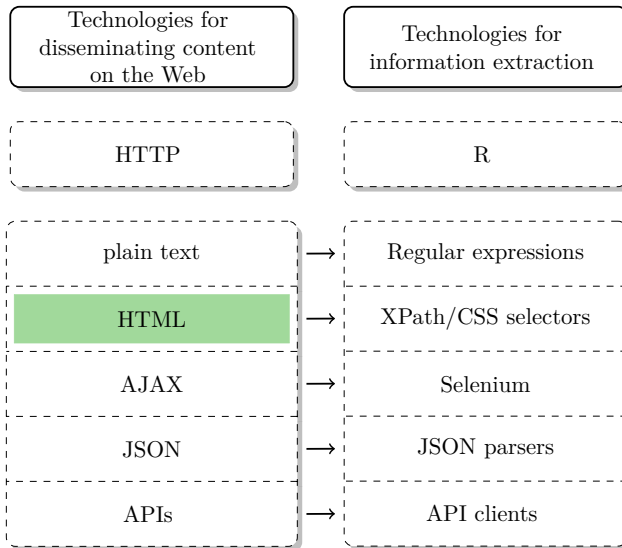 Technologies for
disseminating content
on the Web
Technologies for
information extraction
HTTP
R
plain text
Regular expressions
HTML
XPath/CSS selectors
AJAX
Selenium
JSON
JSON parsers
APIs
API clients